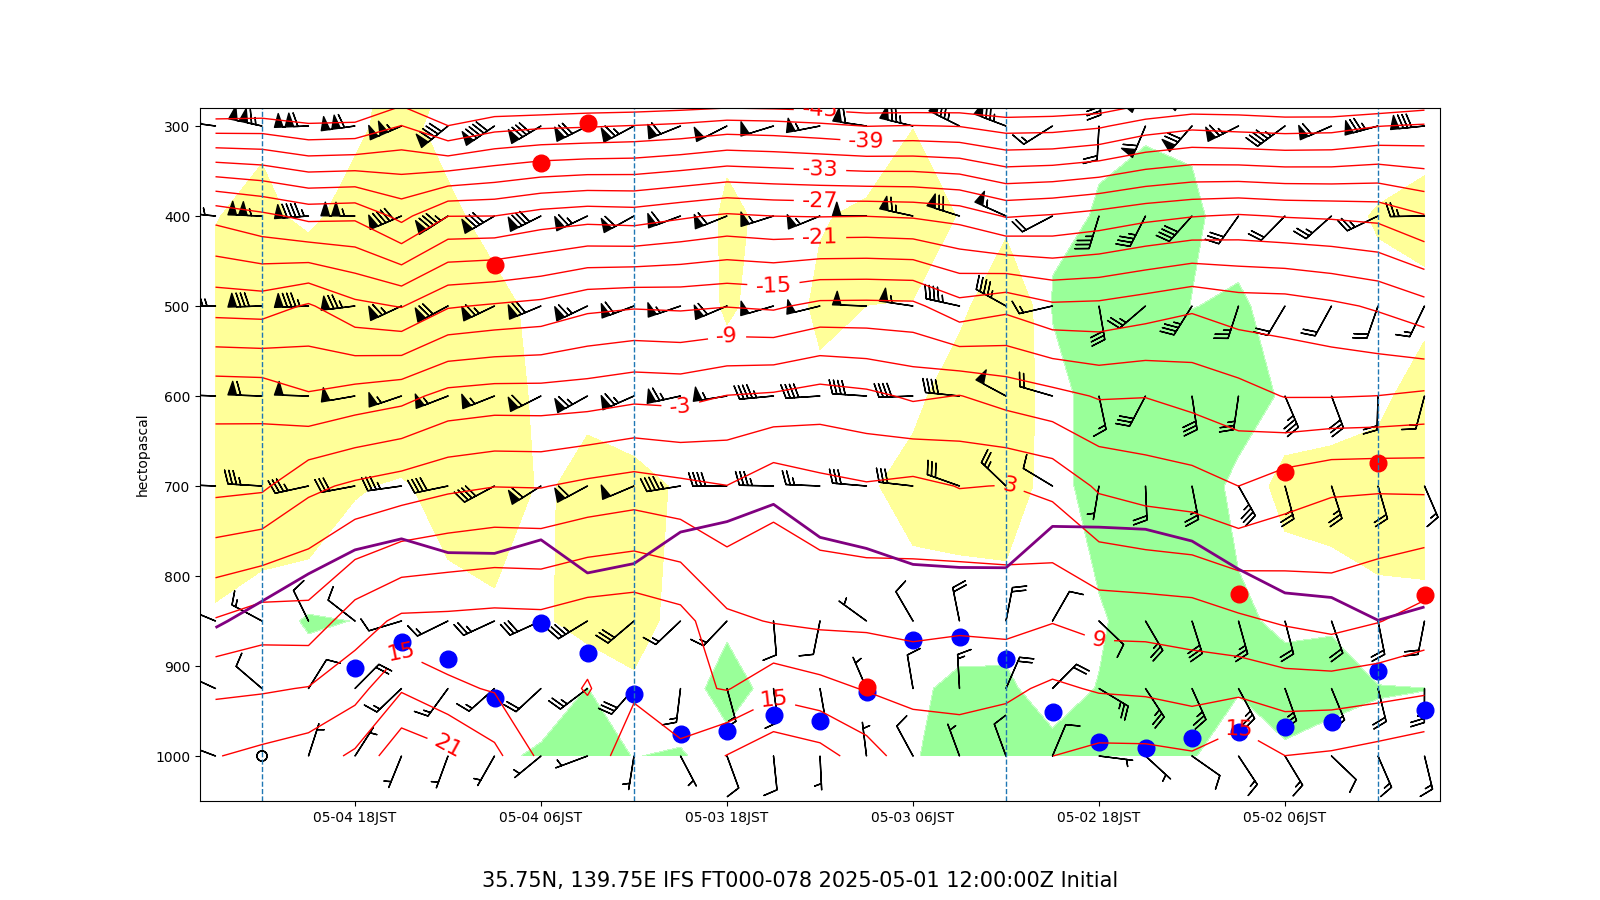 -45
300
-39
-33
-27
400
-21
-15
500
-9
600
-3
hectopascal
700
3
800
9
15
900
15
15
21
1000
05-04 18JST
05-04 06JST
05-03 18JST
05-03 06JST
05-02 18JST
05-02 06JST
35.75N, 139.75E IFS FT000-078 2025-05-01 12:00:00Z Initial